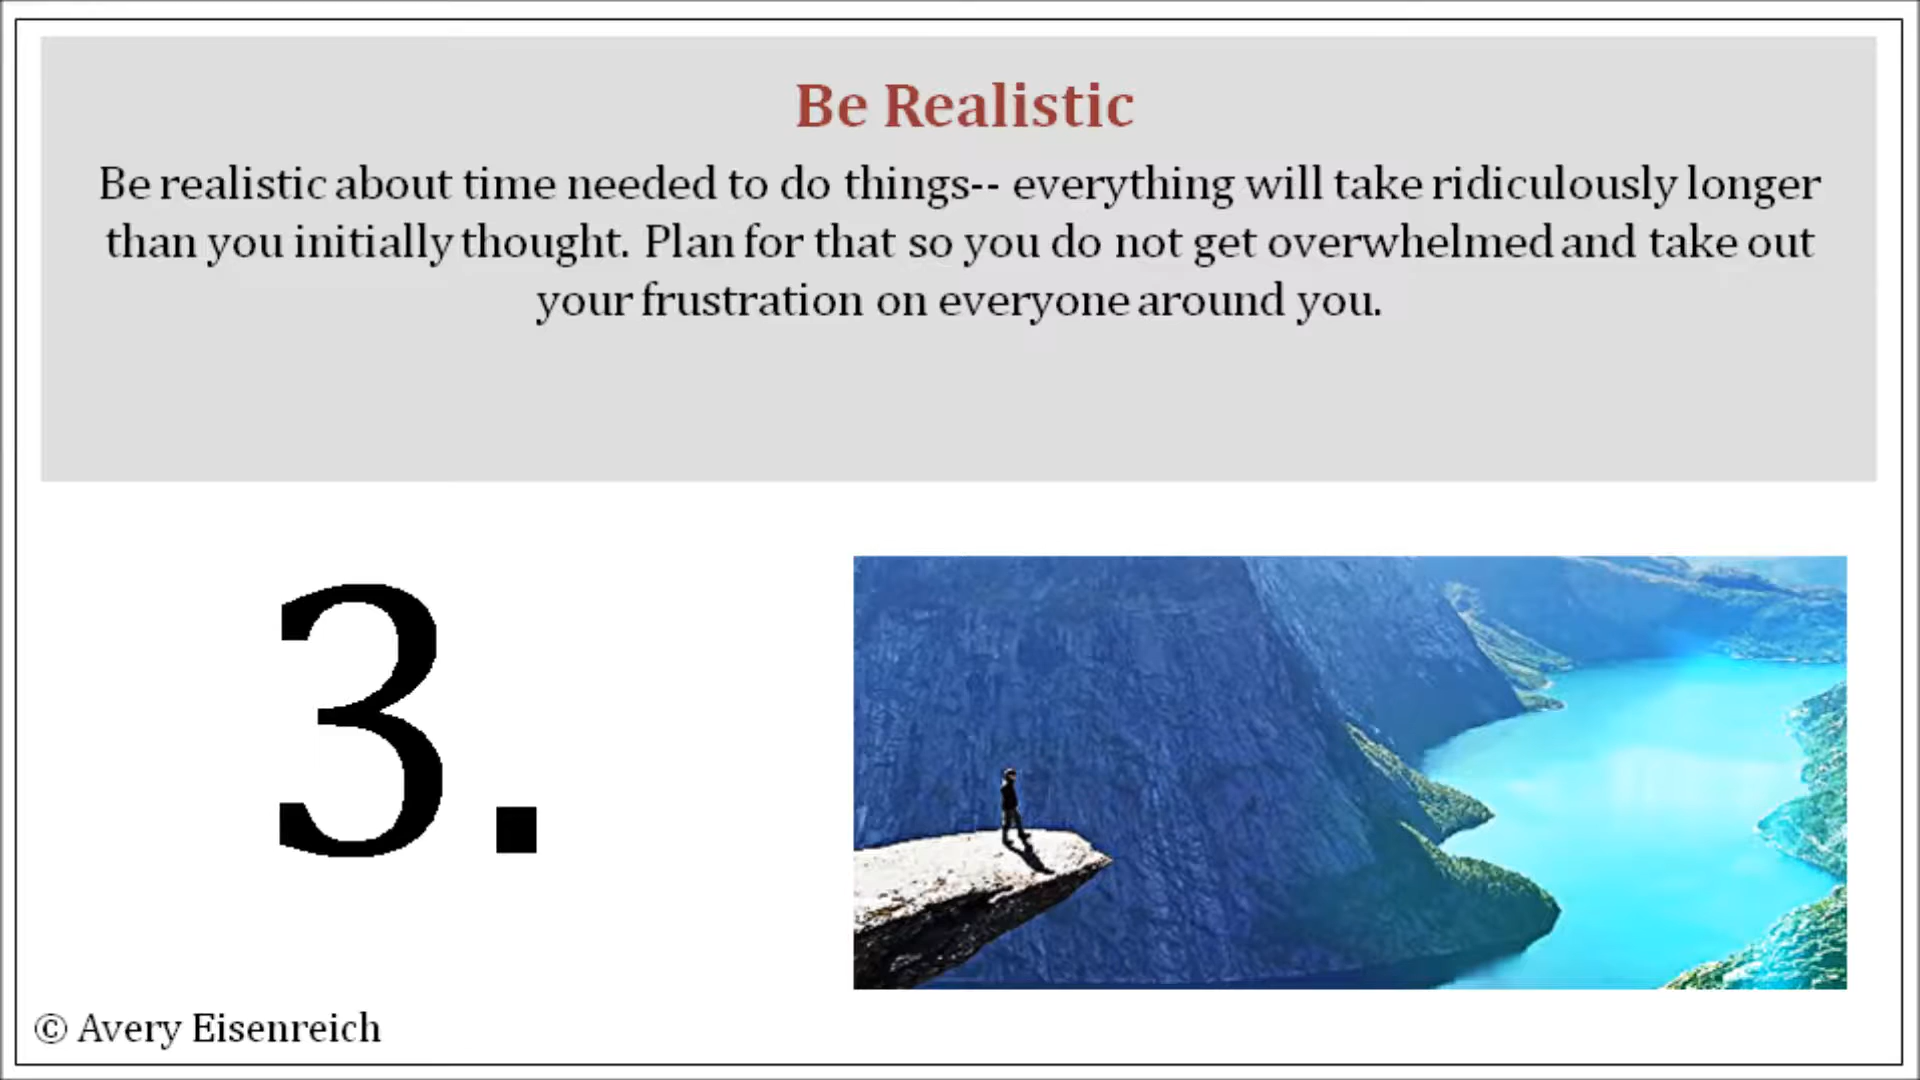 Be Realistic
Be realistic about time needed to do things-- everything will take ridiculously longer
than you initially thought. Plan for that so you do not get overwhelmed and take out
your frustration on everyone around you.
3.
© Avery Eisenreich